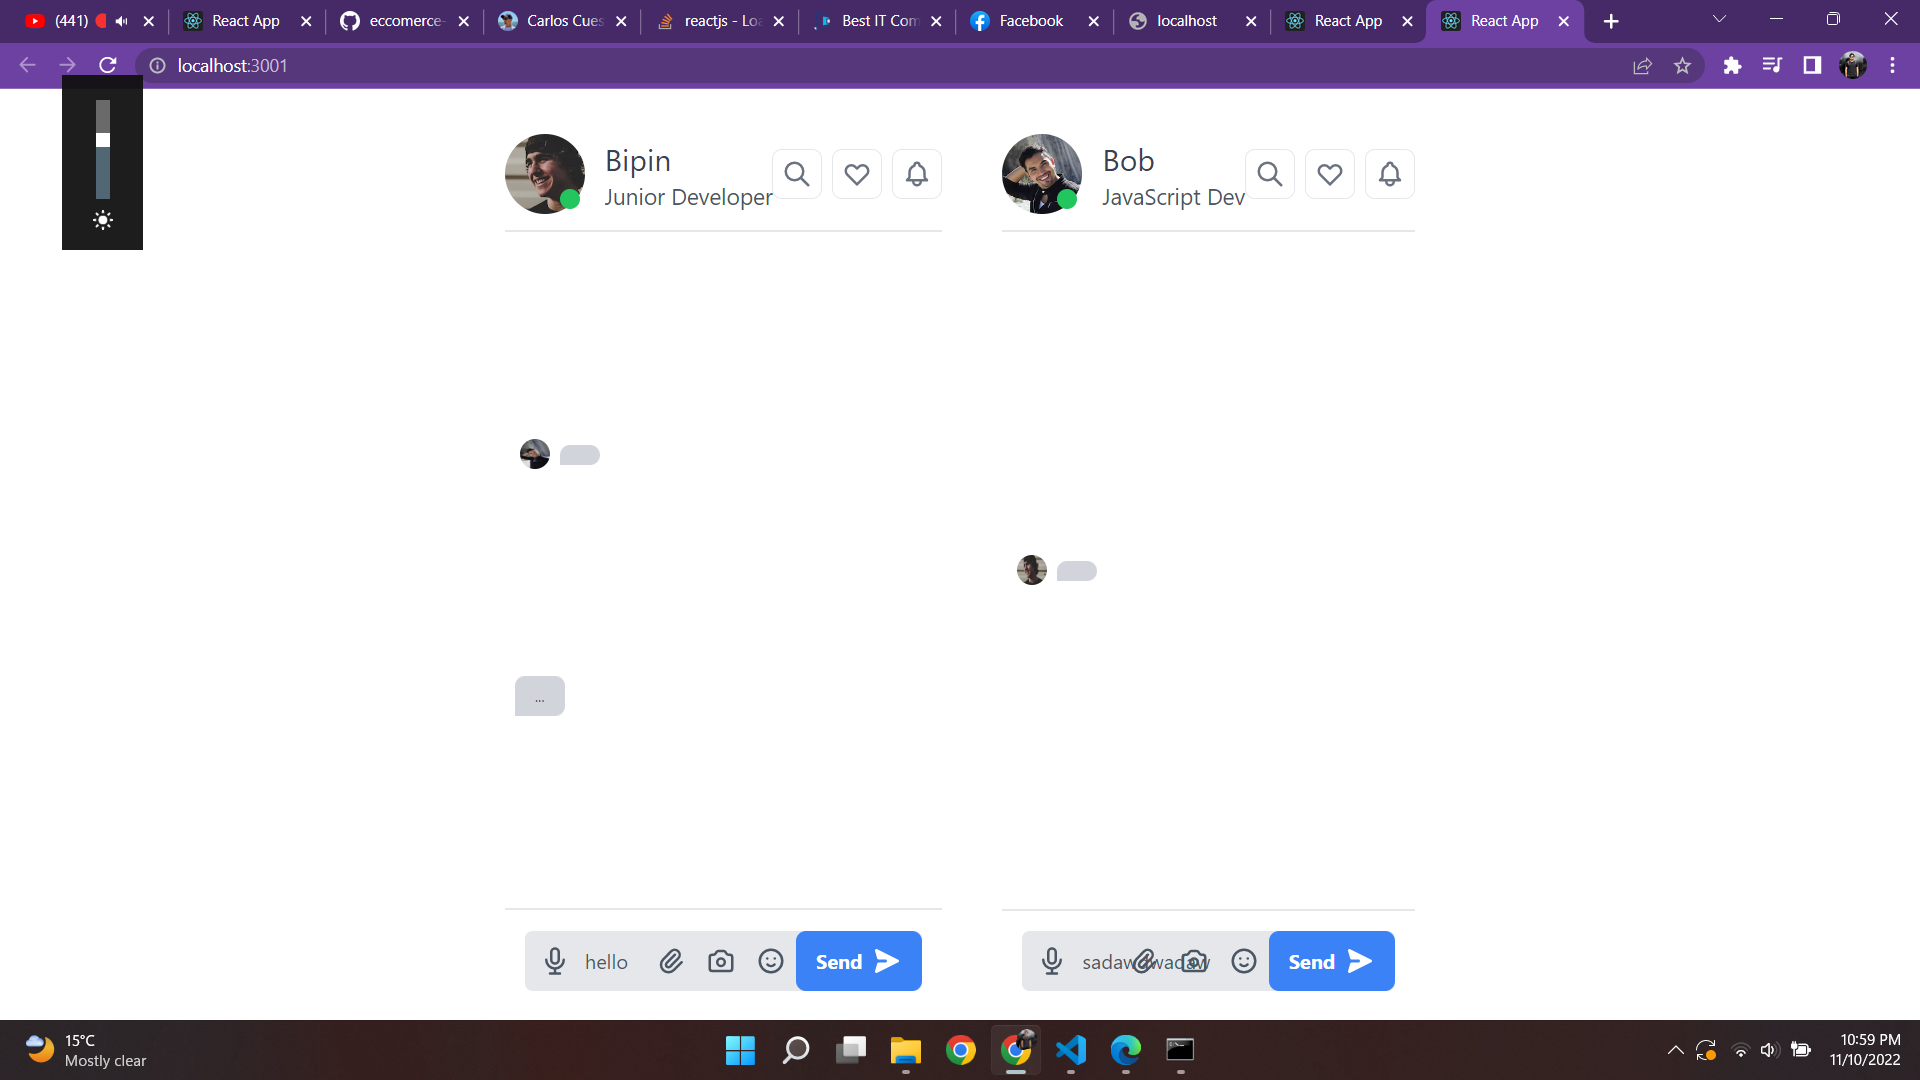 (441)
React App
eccomerce-
Carlos Cues
reactjs - Loa
Best IT Com
Facebook
localhost
React App
React App
localhost:3001
Bipin
Junior Developer
Bob
JavaScript Dev
...
hello
Send
sadawdwadaw
Send
15°C
Mostly clear
10:59 PM
11/10/2022